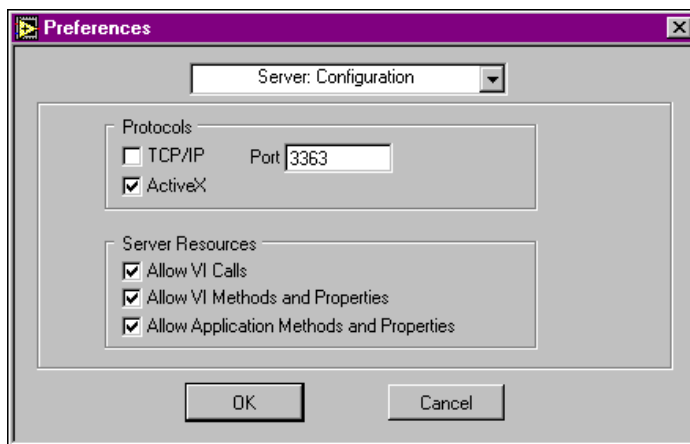 Preferences
Server: Configuration
Protocols
TCP/IP Port 3363
ActiveX
Server Resources
Allow VI Calls
Allow VI Methods and Properties
Allow Application Methods and Properties
OK Cancel